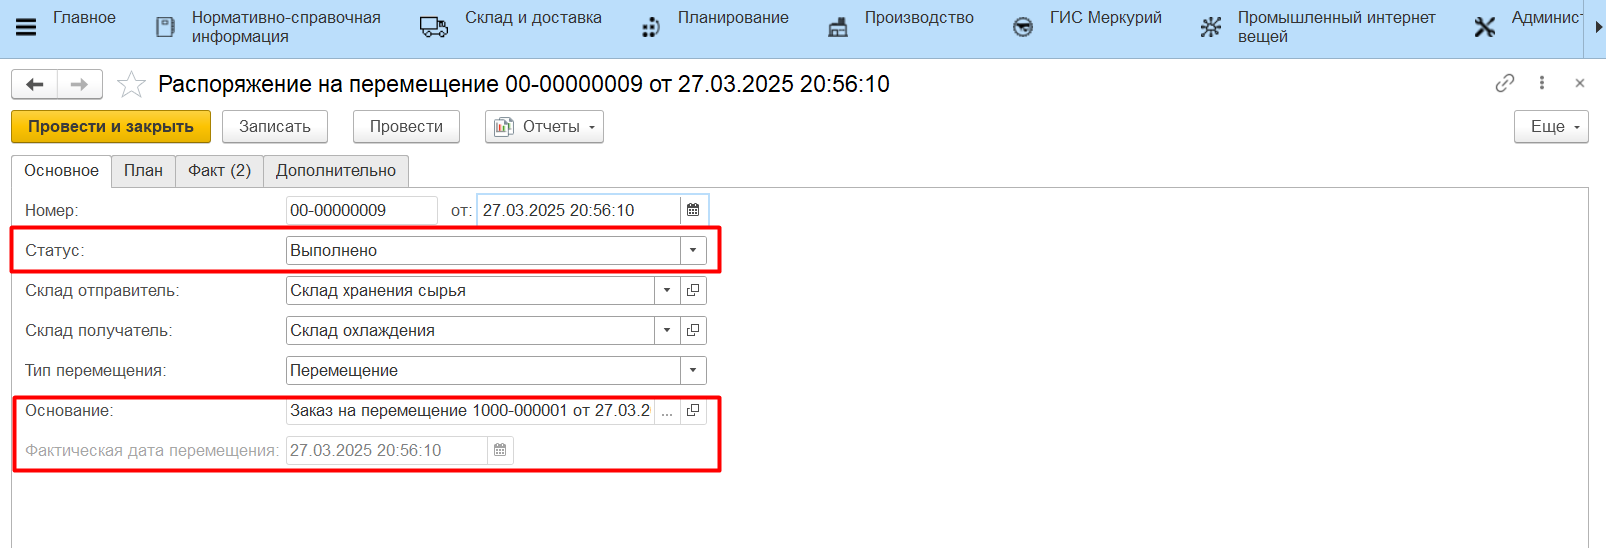 Главное
Нормативно-справочная
информация
Склад и доставка
Планирование
Производство
ГИС Меркурий
Промышленный интернет
вещей
Админист
Распоряжение на перемещение 00-00000009 от 27.03.2025 20:56:10
Провести и закрыть
Записать
Провести
Отчеты
Еще
Основное
План
Факт (2)
Дополнительно
Номер: 00-00000009 от: 27.03.2025 20:56:10
Статус: Выполнено
Склад отправитель: Склад хранения сырья
Склад получатель: Склад охлаждения
Тип перемещения: Перемещение
Основание: Заказ на перемещение 1000-000001 от 27.03.2 ...
Фактическая дата перемещения: 27.03.2025 20:56:10